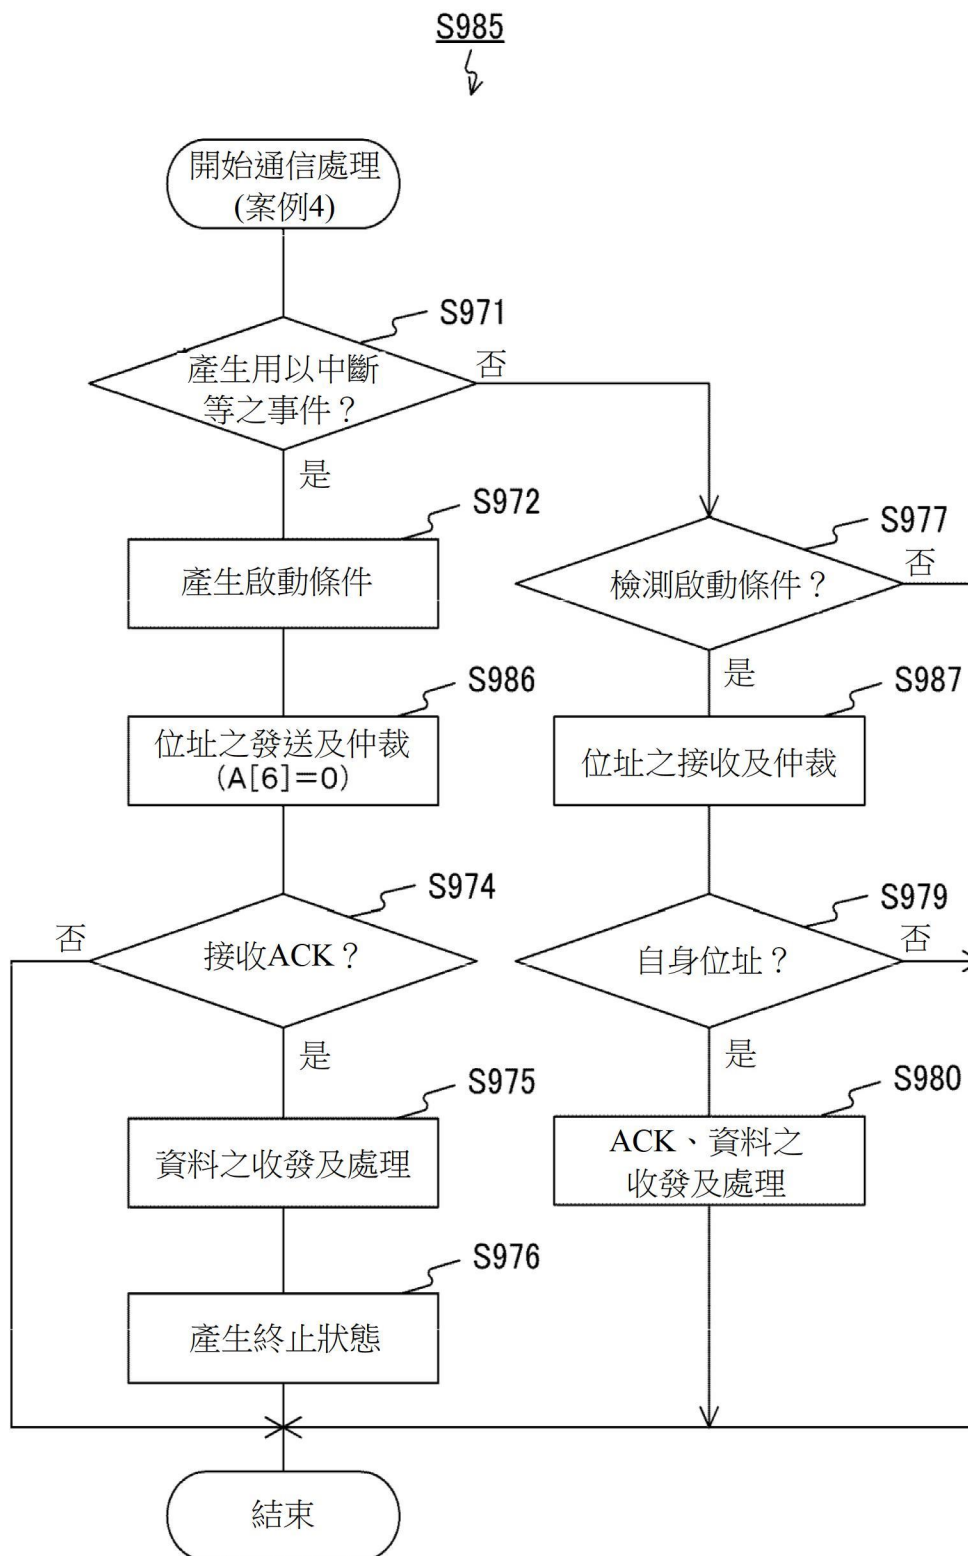 S985
開始通信處理
(案例4)
S971
產生用以中斷
等之事件？
否
是
S972
產生啟動條件
S977
檢測啟動條件？
否
是
S986
位址之發送及仲裁
(A[6]=0)
S987
位址之接收及仲裁
S974
接收ACK？
否
是
S979
自身位址？
否
是
S975
資料之收發及處理
S980
ACK、資料之
收發及處理
S976
產生終止狀態
結束